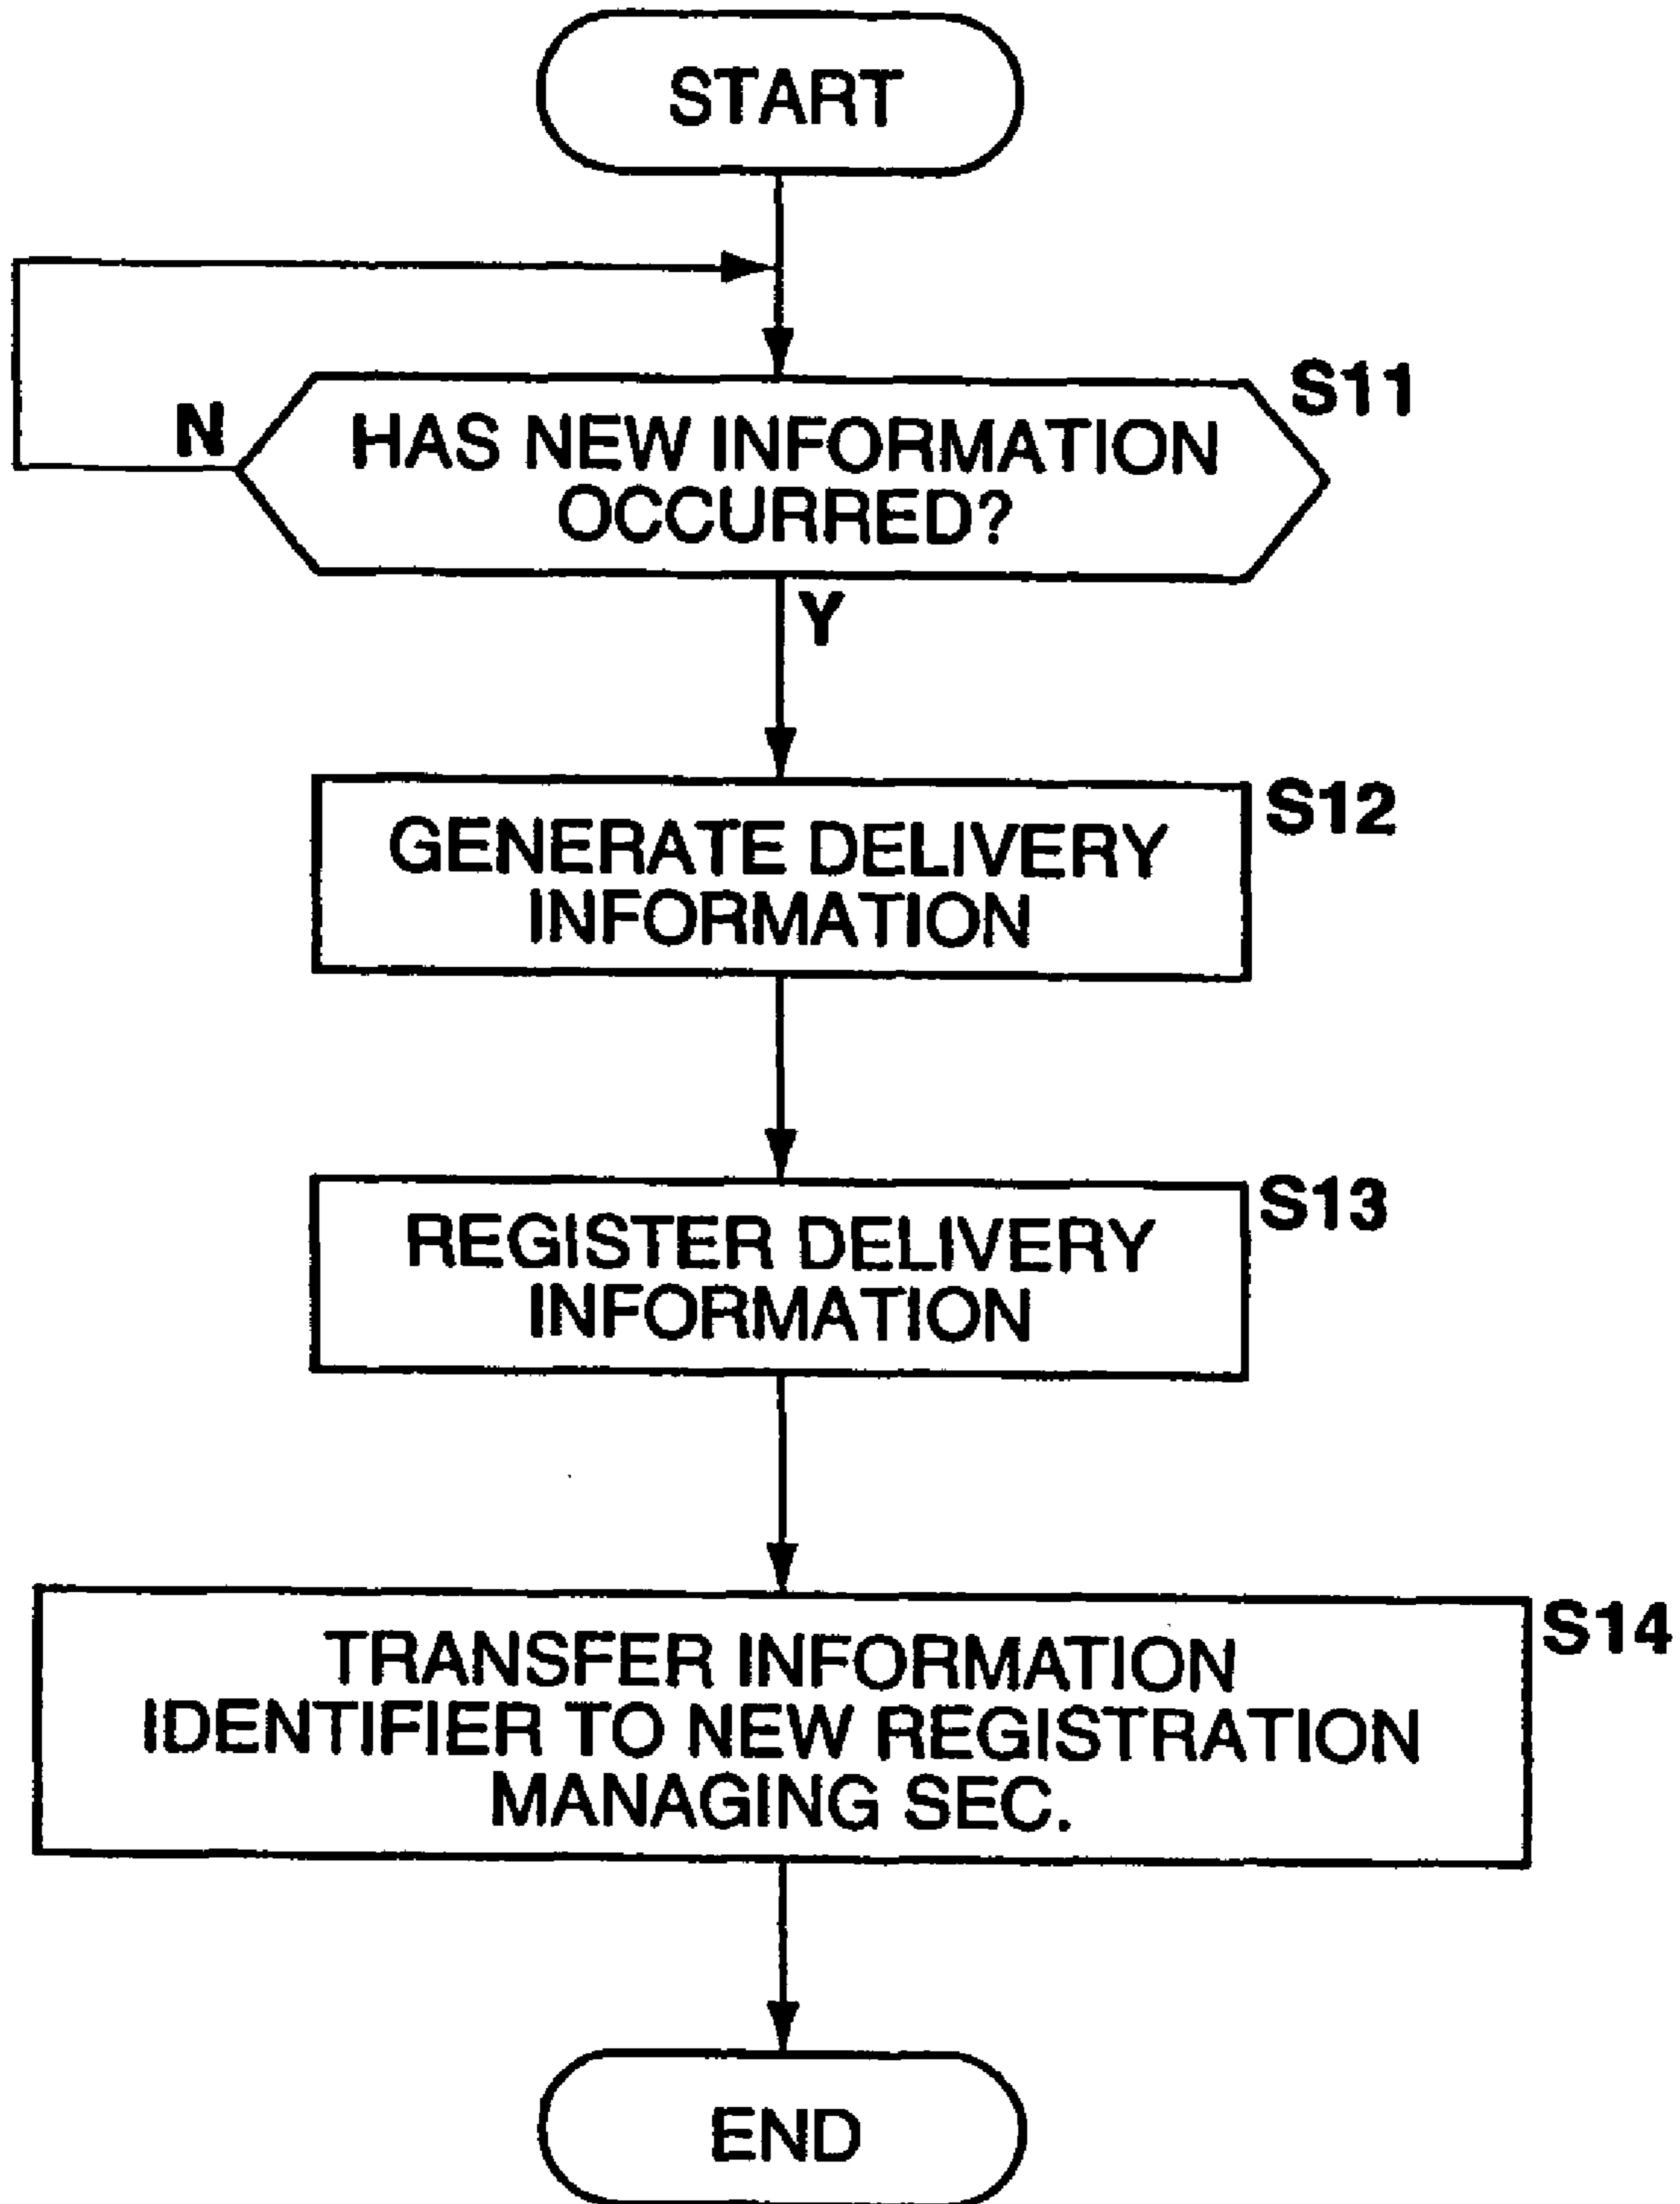 START
S11
N
HAS NEW INFORMATION
OCCURRED?
Y
S12
GENERATE DELIVERY
INFORMATION
S13
REGISTER DELIVERY
INFORMATION
S14
TRANSFER INFORMATION
IDENTIFIER TO NEW REGISTRATION
MANAGING SEC.
END